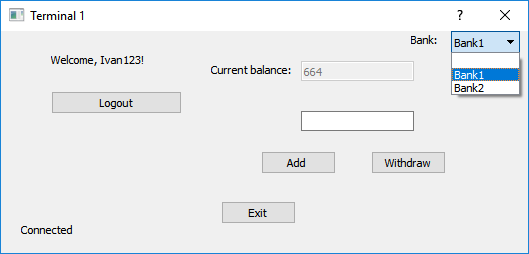 Terminal 1
?
Bank:
Bank1
Welcome, Ivan123!
Current balance:
664
Bank1
Bank2
Logout
Add
Withdraw
Exit
Connected